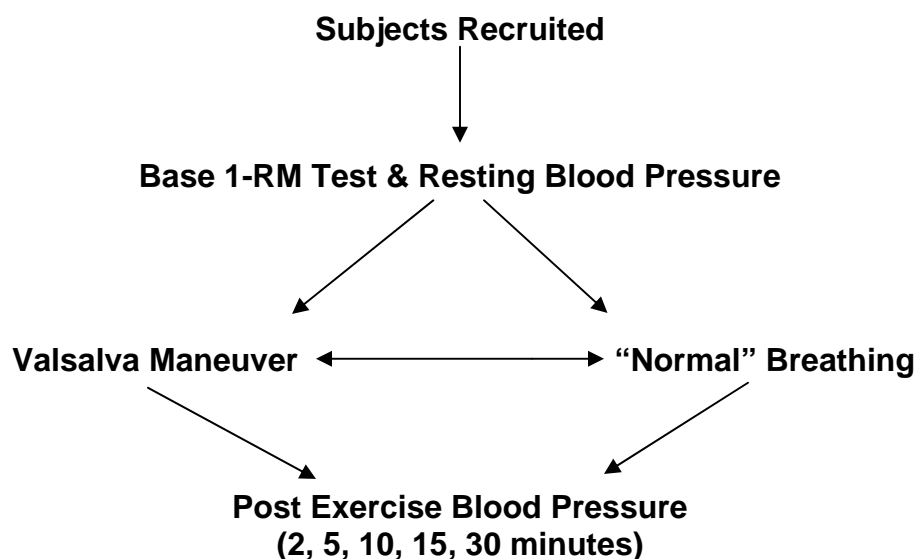 Subjects Recruited
Base 1-RM Test & Resting Blood Pressure
Valsalva Maneuver
“Normal” Breathing
Post Exercise Blood Pressure
(2, 5, 10, 15, 30 minutes)